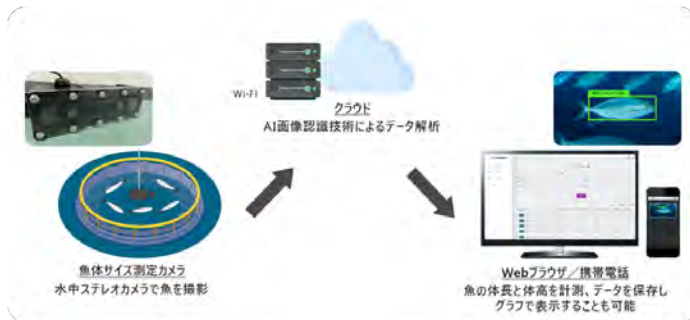 Wi-Fi
クラウド
AI画像認識技術によるデータ解析
魚体サイズ測定カメラ
水中ステレオカメラで魚を撮影
Webブラウザ／携帯電話
魚の体長と体高を計測、データを保存し
グラフで表示することも可能